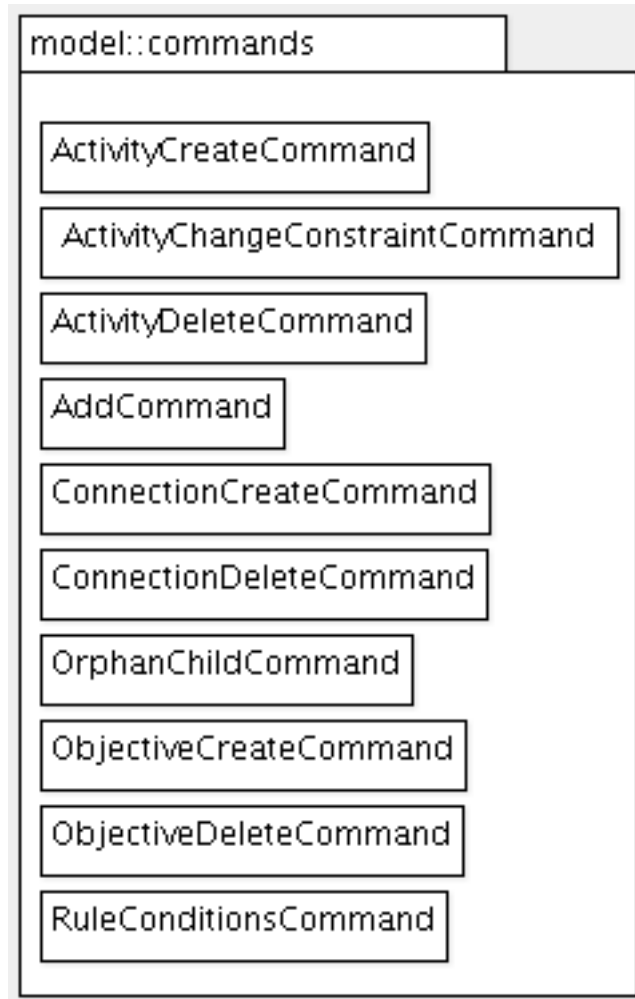 model::commands
ActivityCreateCommand
ActivityChangeConstraintCommand
ActivityDeleteCommand
AddCommand
ConnectionCreateCommand
ConnectionDeleteCommand
OrphanChildCommand
ObjectiveCreateCommand
ObjectiveDeleteCommand
RuleConditionsCommand